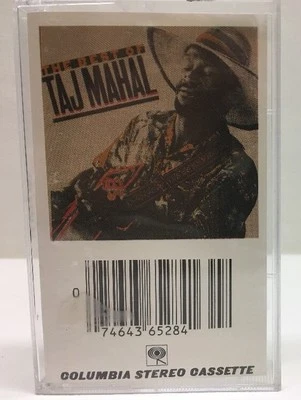 THE BEST OF
TAJ MAHAL
0
74643 65284
COLUMBIA STEREO CASSETTE